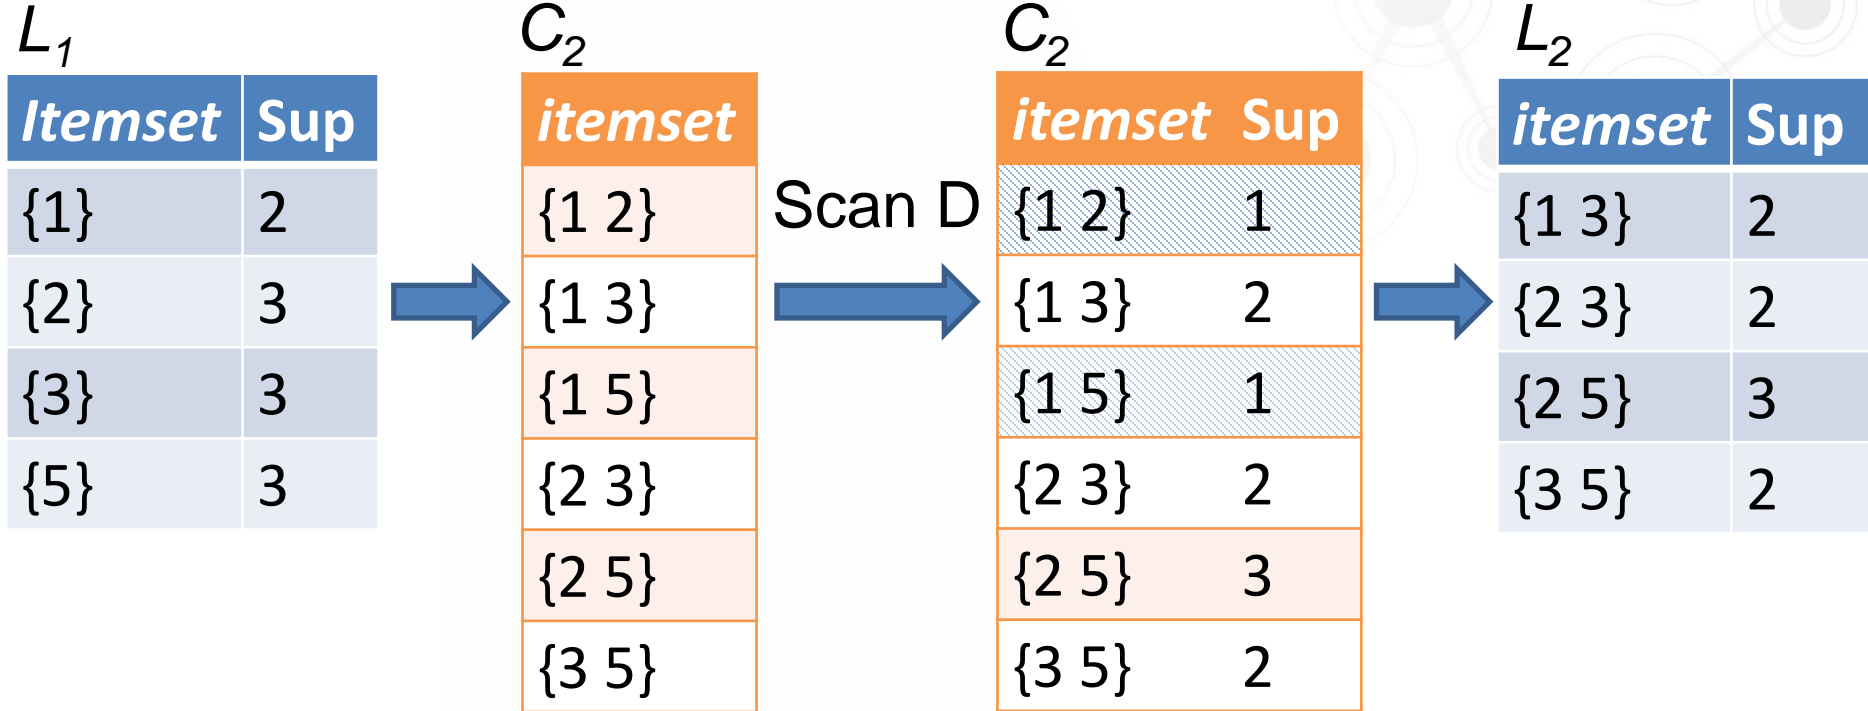 L1 C2 C2 L2
Itemset Sup itemset itemset Sup itemset Sup
{1} 2 {1 2} Scan D {1 2} 1 {1 3} 2
{2} 3 {1 3} {1 3} 2 {2 3} 2
{3} 3 {1 5} {1 5} 1 {2 5} 3
{5} 3 {2 3} {2 3} 2 {3 5} 2
{2 5} {2 5} 3
{3 5} {3 5} 2